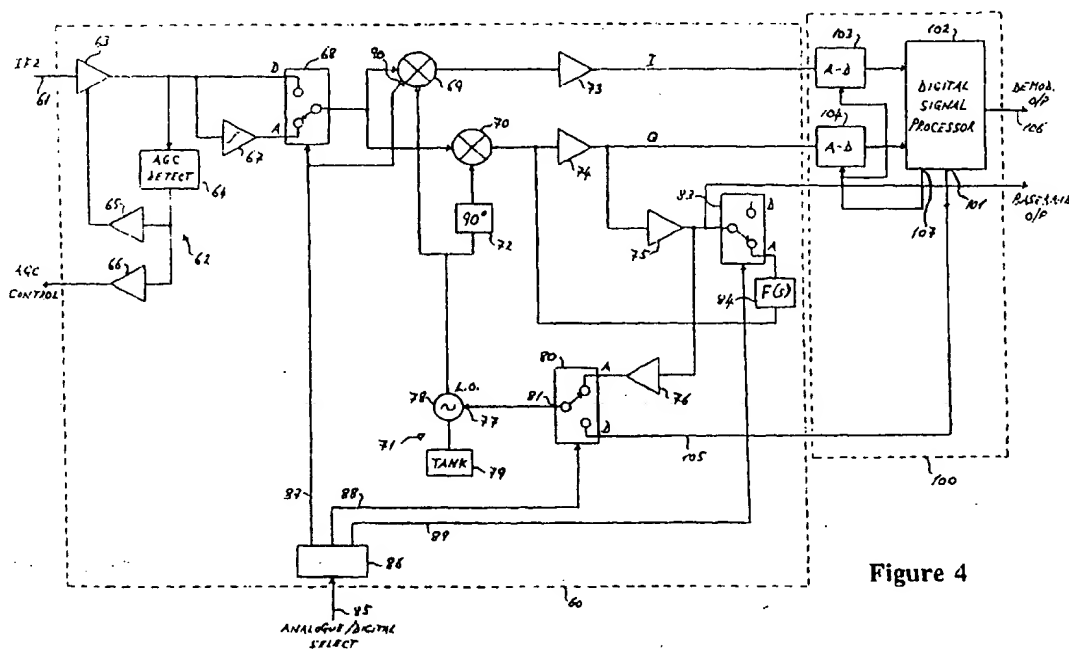 IF2
61
63
D
68
A
67
AGC
DETECT
64
65
62
66
AGC
CONTROL
90
69
73
I
70
74
Q
90°
72
75
83
D
A
84
F(s)
103
A-D
104
A-D
102
DIGITAL
SIGNAL
PROCESSOR
DEMOD.
O/P
106
107
101
BASEBAND
O/P
80
A
81
D
76
L.O.
78
77
71
TANK
79
105
100
87
88
89
86
60
85
ANALOGUE/DIGITAL
SELECT
Figure 4